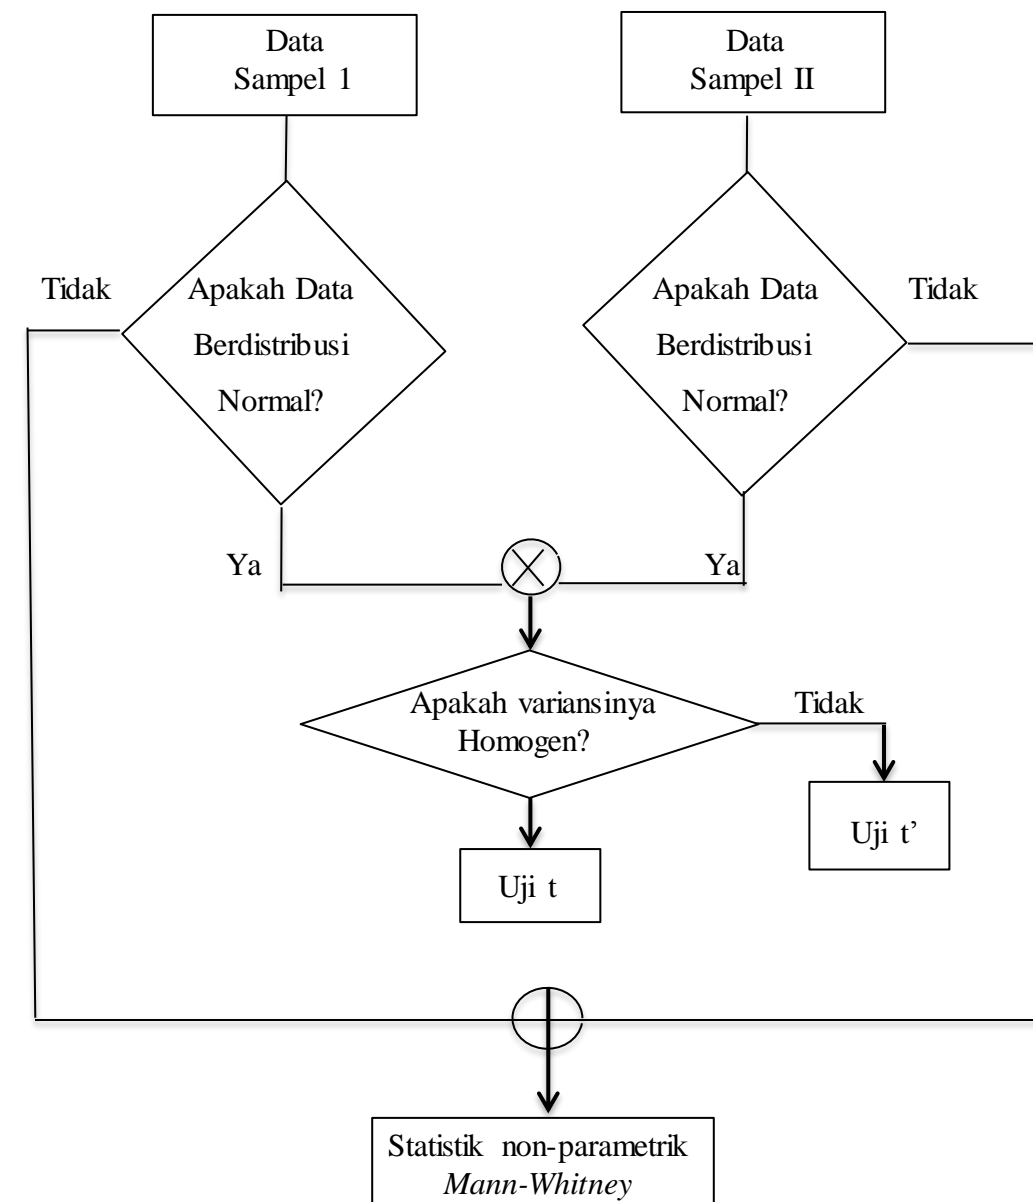 Data
Sampel 1
Data
Sampel II
Tidak
Apakah Data
Berdistribusi
Normal?
Apakah Data
Berdistribusi
Normal?
Tidak
Ya
Ya
Apakah variansinya
Homogen?
Tidak
Uji t’
Uji t
Statistik non-parametrik
Mann-Whitney